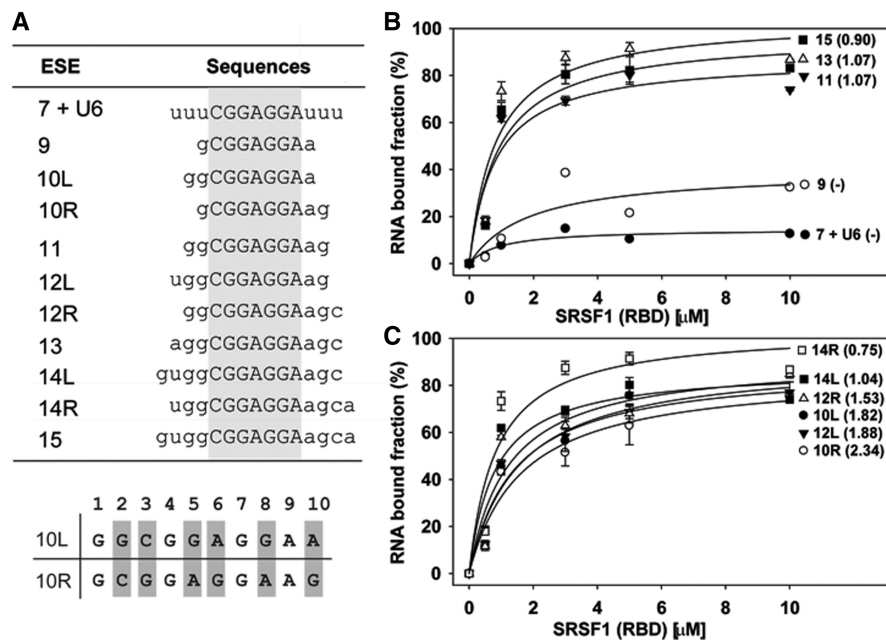 A
ESE Sequences
7 + U6 uuuCGGAGGAuuu
9 gCGGAGGAa
10L ggCGGAGGAa
10R gCGGAGGAag
11 ggCGGAGGAag
12L uggCGGAGGAag
12R ggCGGAGGAagc
13 aggCGGAGGAagc
14L guggCGGAGGAagc
14R uggCGGAGGAagca
15 guggCGGAGGAagca
1 2 3 4 5 6 7 8 9 10
10L G G C G G A G G A A
10R G C G G A G G A A G
B
RNA bound fraction (%)
100
80
60
40
20
0
15 (0.90)
13 (1.07)
11 (1.07)
9 (-)
7 + U6 (-)
0 2 4 6 8 10
SRSF1 (RBD) [μM]
C
RNA bound fraction (%)
100
80
60
40
20
0
14R (0.75)
14L (1.04)
12R (1.53)
10L (1.82)
12L (1.88)
10R (2.34)
0 2 4 6 8 10
SRSF1 (RBD) [μM]